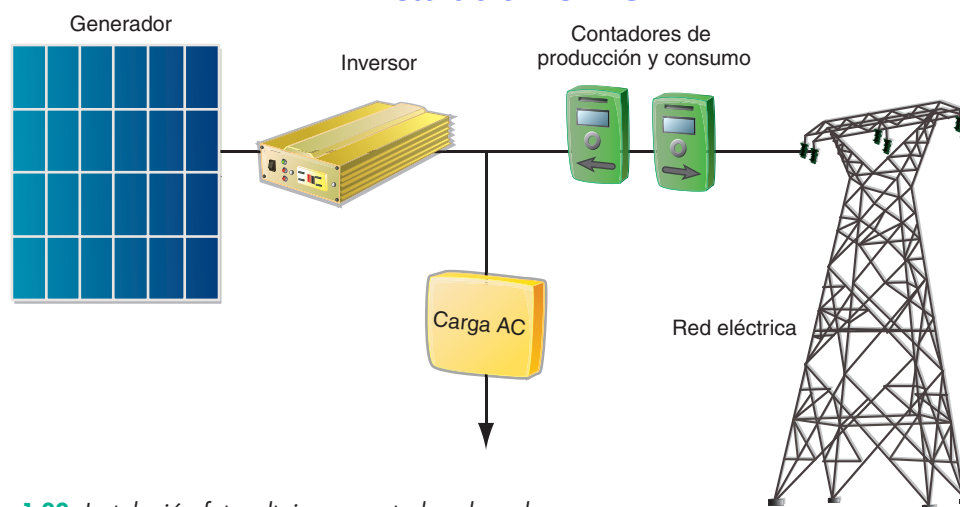 Generador
Inversor
Contadores de
producción y consumo
Carga AC
Red eléctrica